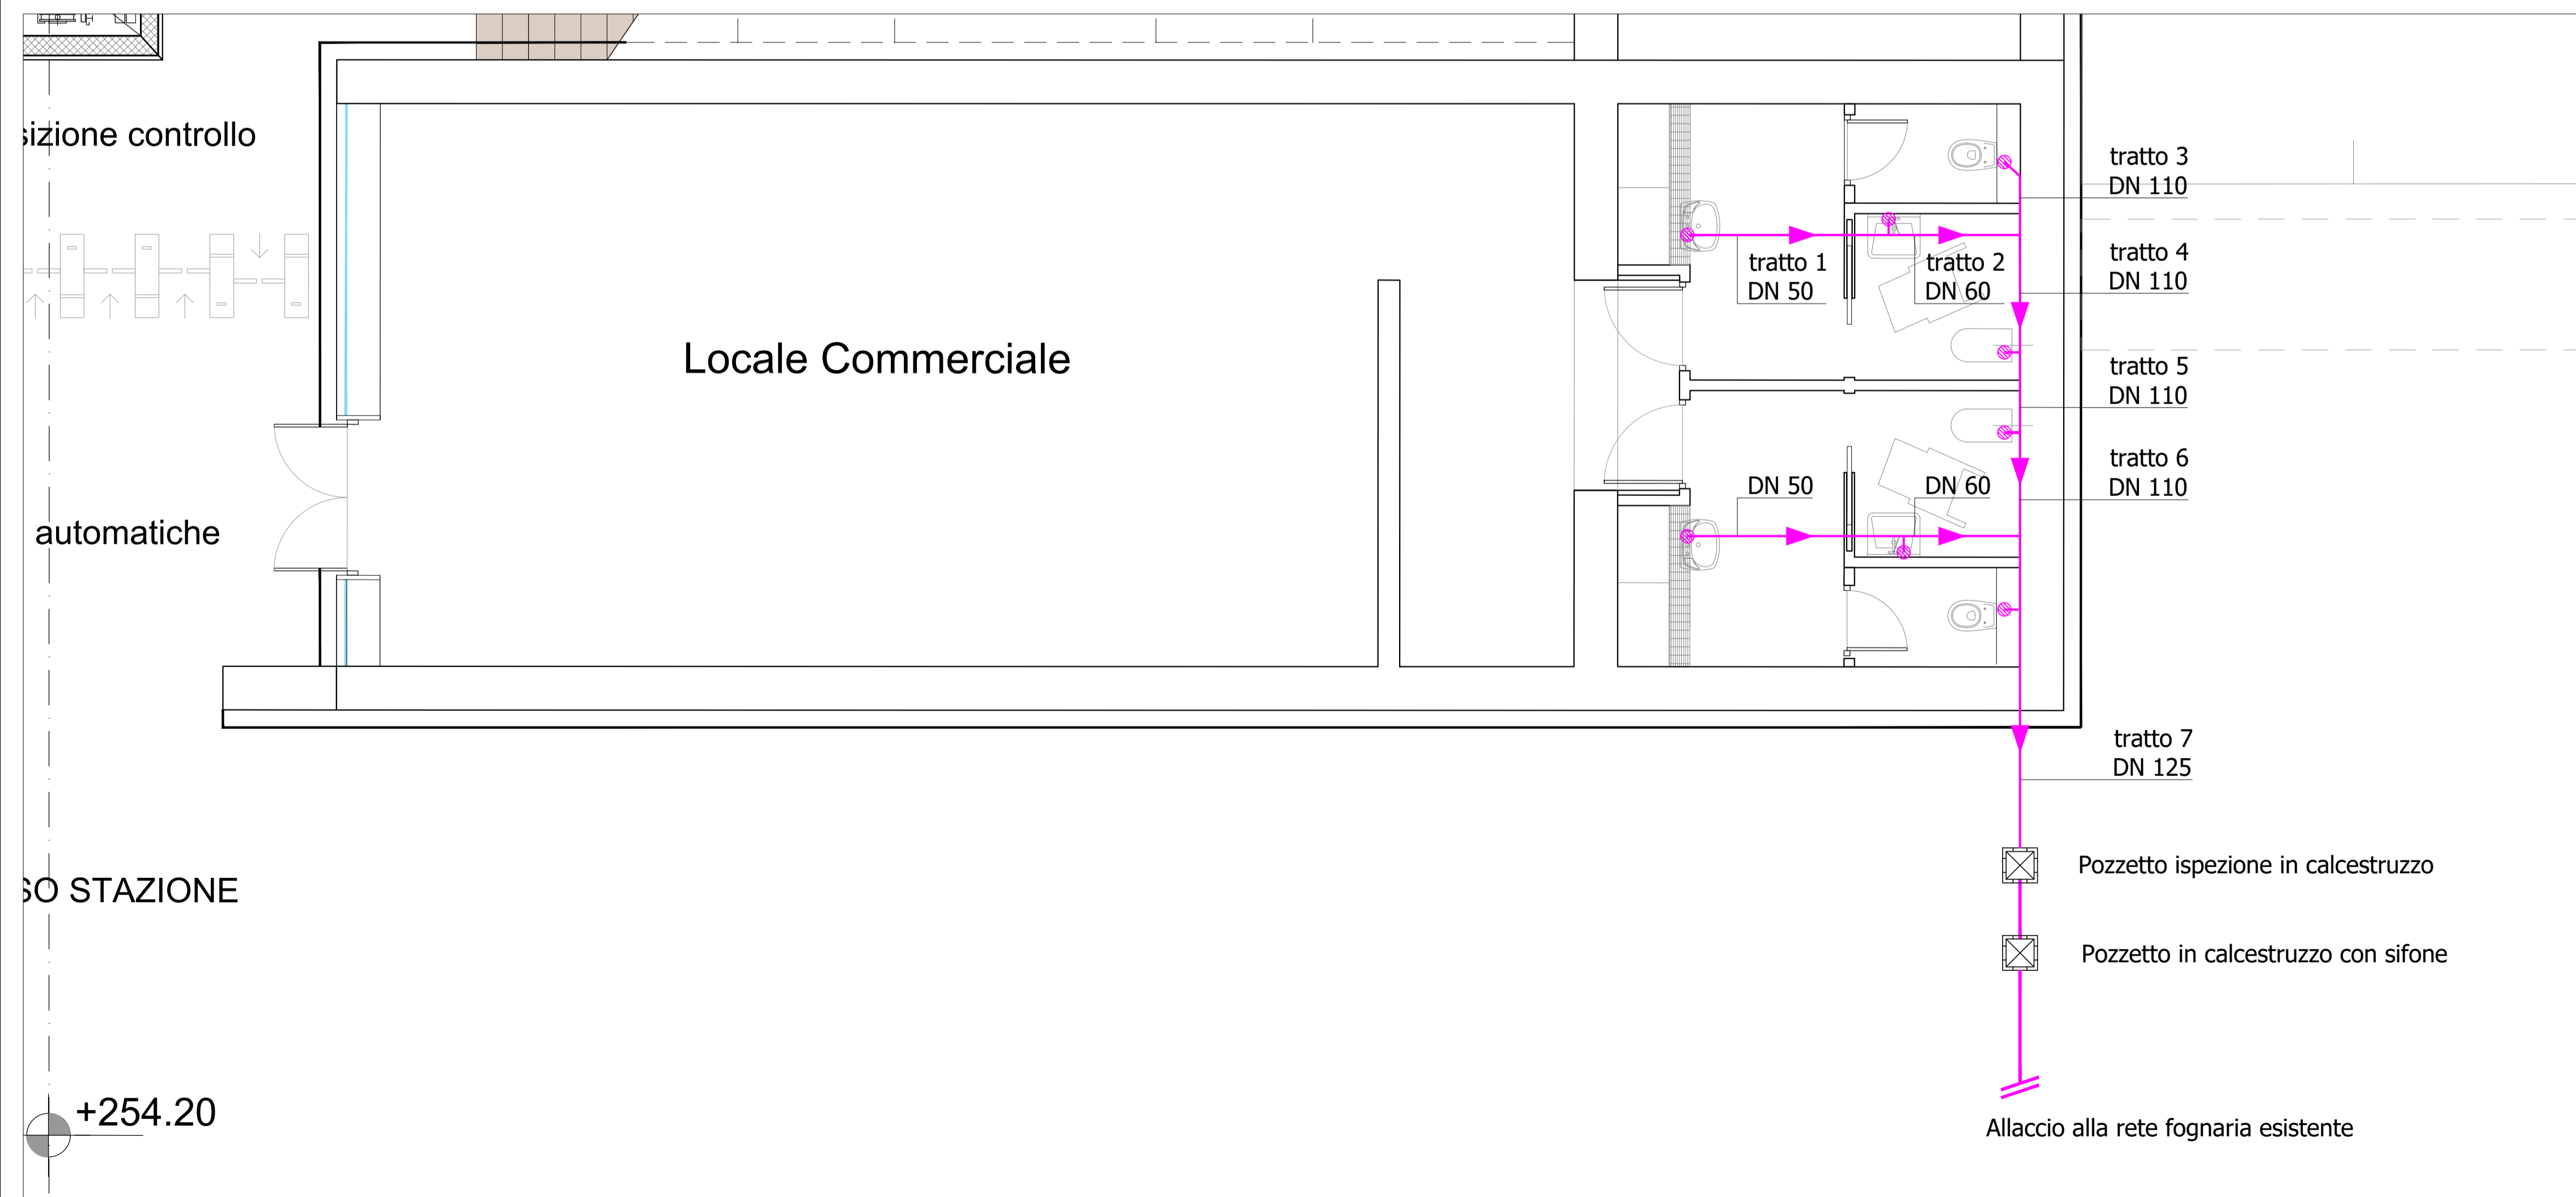 sizione controllo
tratto 3
DN 110
tratto 1
DN 50
tratto 2
DN 60
tratto 4
DN 110
Locale Commerciale
tratto 5
DN 110
tratto 6
DN 110
DN 50
DN 60
automatiche
tratto 7
DN 125
Pozzetto ispezione in calcestruzzo
SO STAZIONE
Pozzetto in calcestruzzo con sifone
+254.20
Allaccio alla rete fognaria esistente